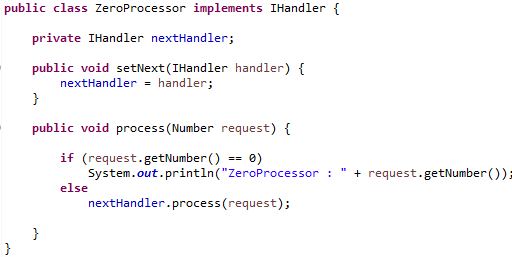 public class ZeroProcessor implements IHandler {
private IHandler nextHandler;
public void setNext(IHandler handler) {
nextHandler = handler;
}
public void process(Number request) {
if (request.getNumber() == 0)
System.out.println("ZeroProcessor : " + request.getNumber());
else
nextHandler.process(request);
}
}